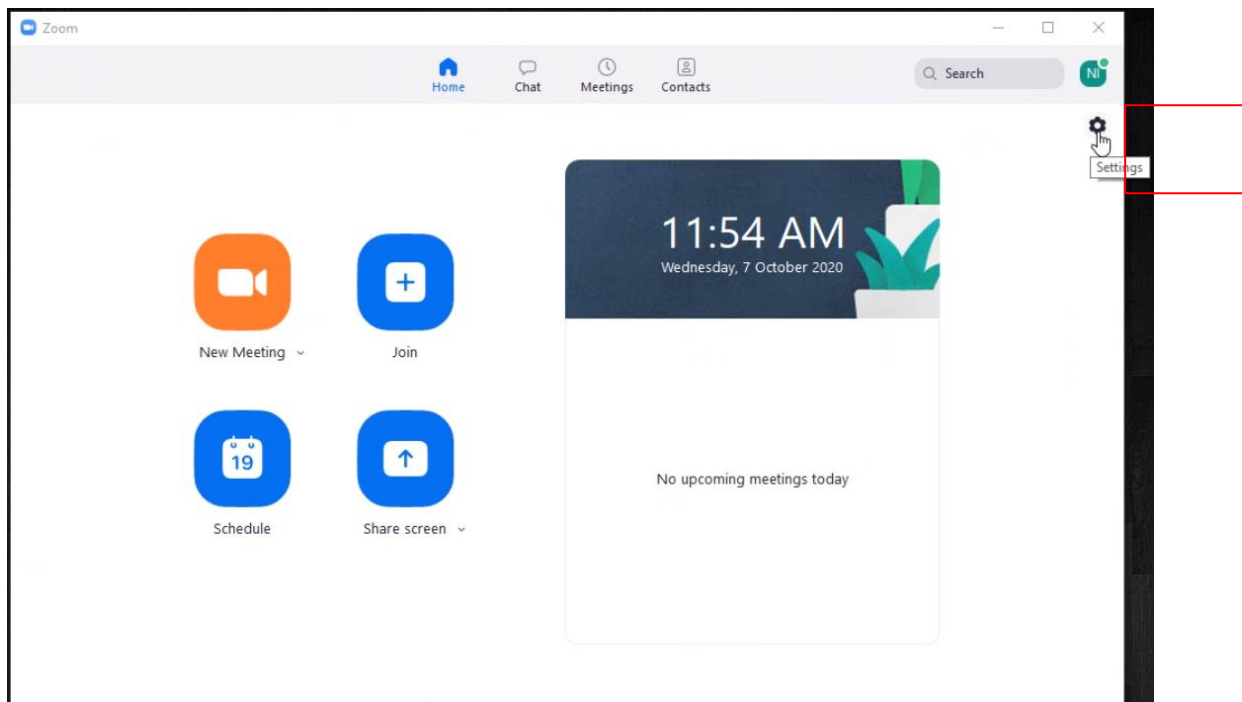 Zoom
Home Chat Meetings Contacts
Search
NI
Settings
11:54 AM
Wednesday, 7 October 2020
New Meeting
Join
19
Schedule
Share screen
No upcoming meetings today